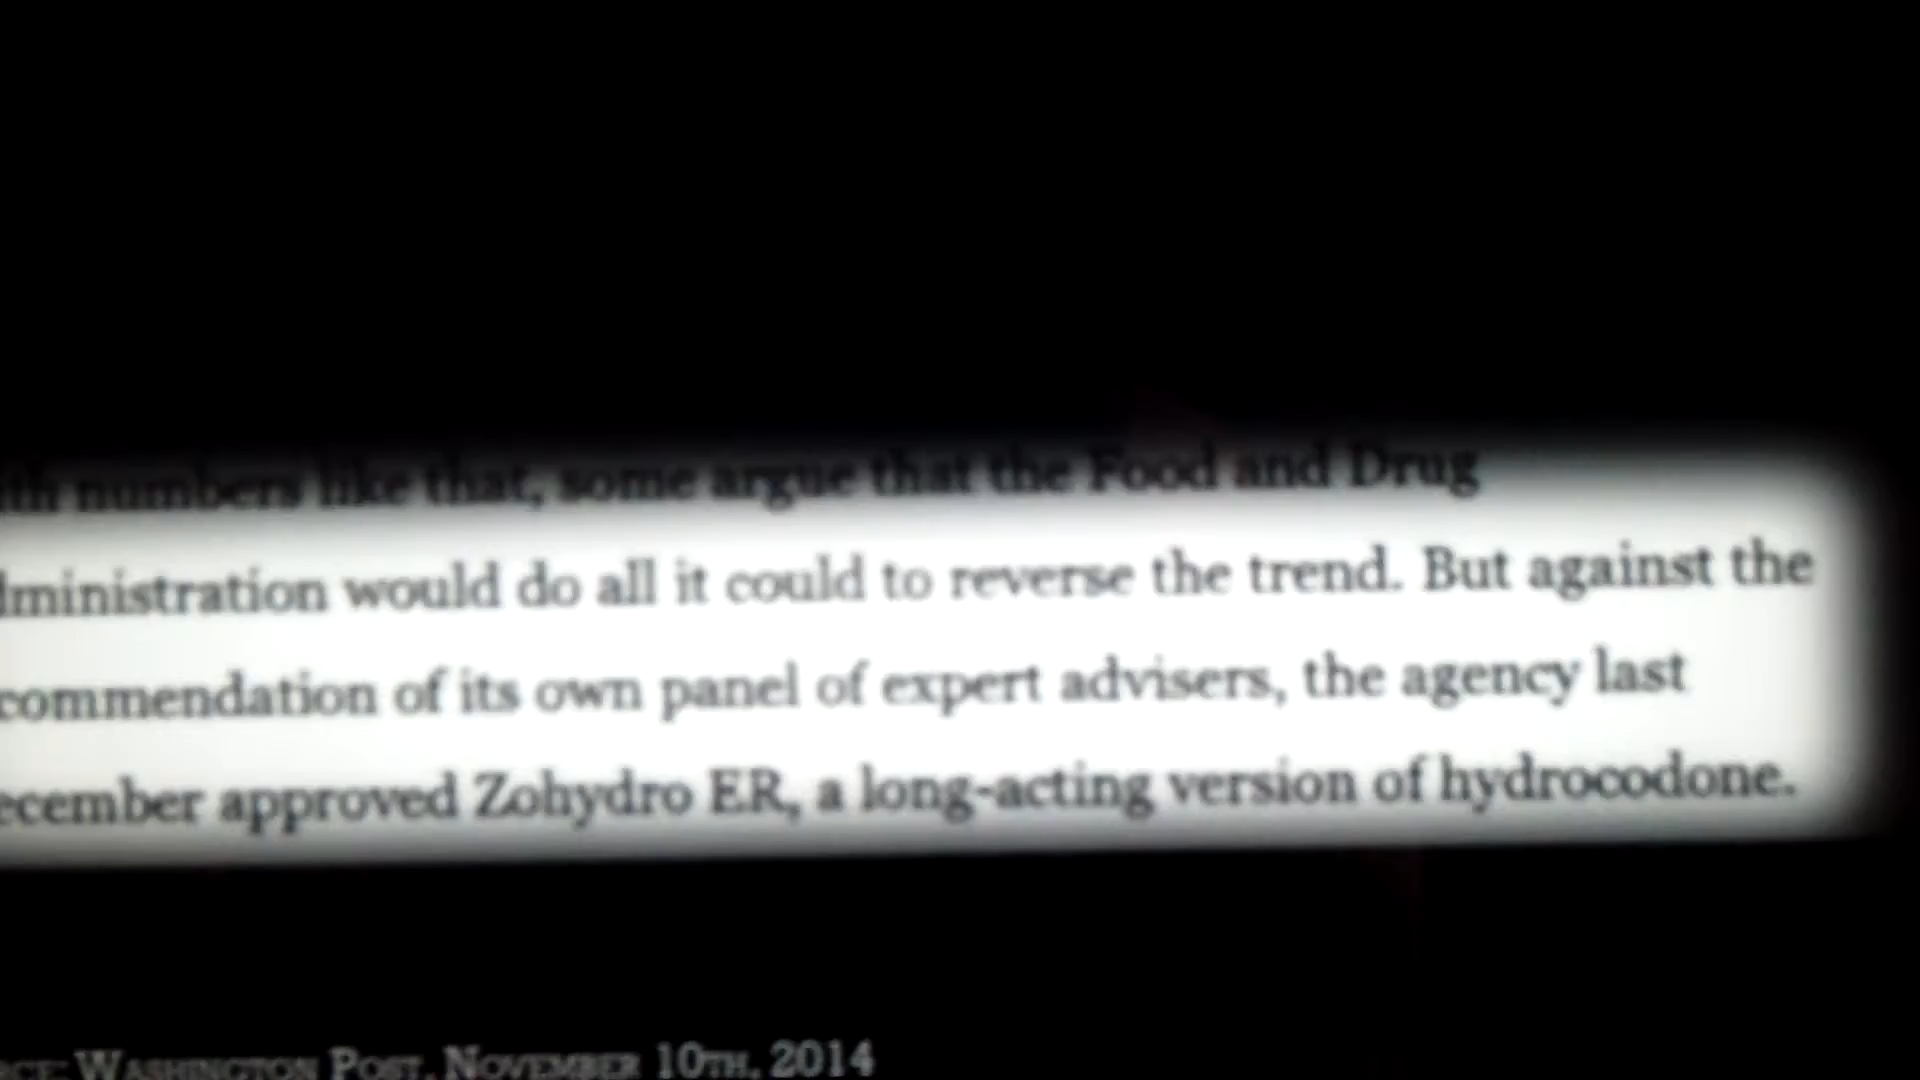 th numbers like that, some argue that the Food and Drug
dministration would do all it could to reverse the trend. But against the
commendation of its own panel of expert advisers, the agency last
ecember approved Zohydro ER, a long-acting version of hydrocodone.
rce: Washington Post, November 10th, 2014